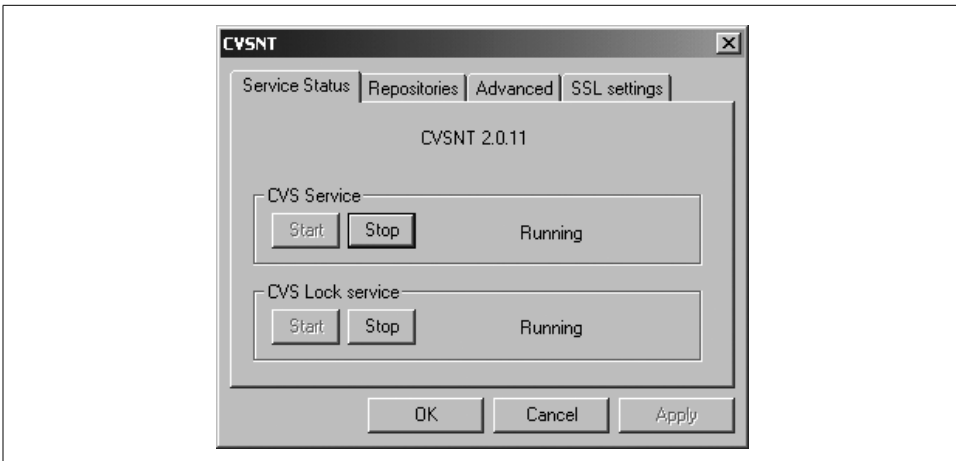 CVSNT
Service Status Repositories Advanced SSL settings
CVSNT 2.0.11
CVS Service
Start Stop Running
CVS Lock service
Start Stop Running
OK Cancel Apply